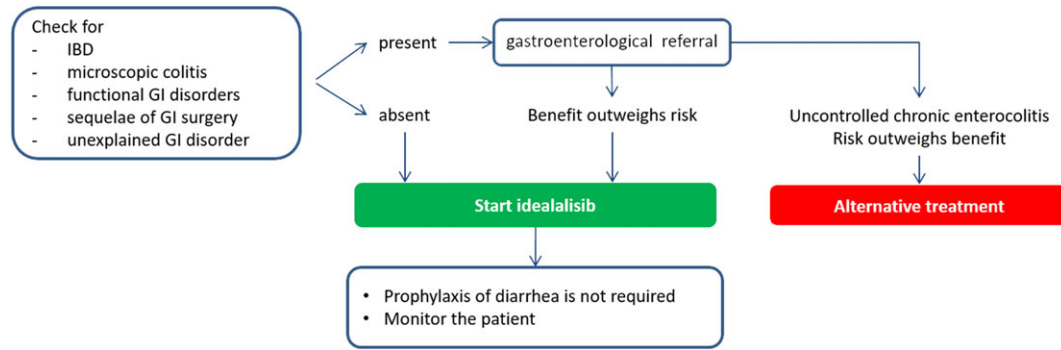 Check for
- IBD
- microscopic colitis
- functional GI disorders
- sequelae of GI surgery
- unexplained GI disorder
present
absent
gastroenterological referral
Benefit outweighs risk
Uncontrolled chronic enterocolitis
Risk outweighs benefit
Start idealalisib
Alternative treatment
• Prophylaxis of diarrhea is not required
• Monitor the patient